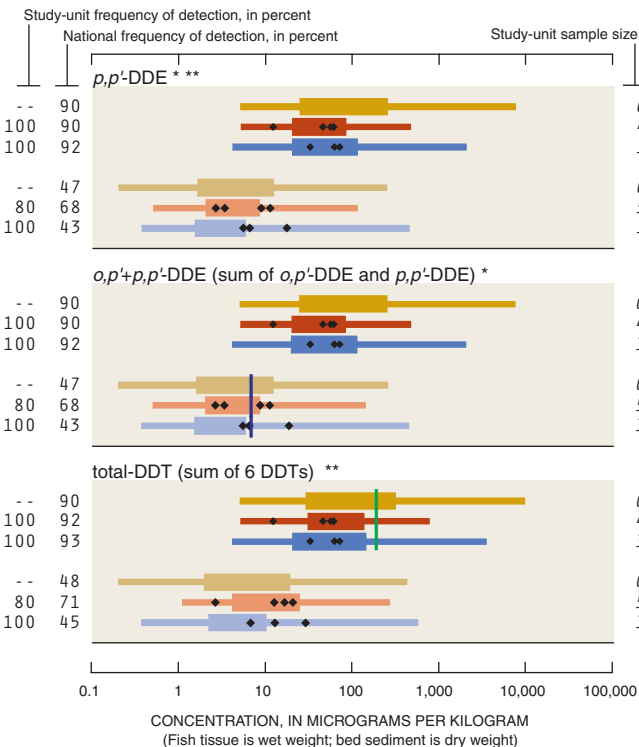 Study-unit frequency of detection, in percent
National frequency of detection, in percent
Study-unit sample size
p,p'-DDE * **
-- 90
100 90
100 92
-- 47
80 68
100 43
o,p'+p,p'-DDE (sum of o,p'-DDE and p,p'-DDE) *
-- 90
100 90
100 92
-- 47
80 68
100 43
total-DDT (sum of 6 DDTs) **
-- 90
100 92
100 93
-- 48
80 71
100 45
0.1 1 10 100 1,000 10,000 100,000
CONCENTRATION, IN MICROGRAMS PER KILOGRAM
(Fish tissue is wet weight; bed sediment is dry weight)